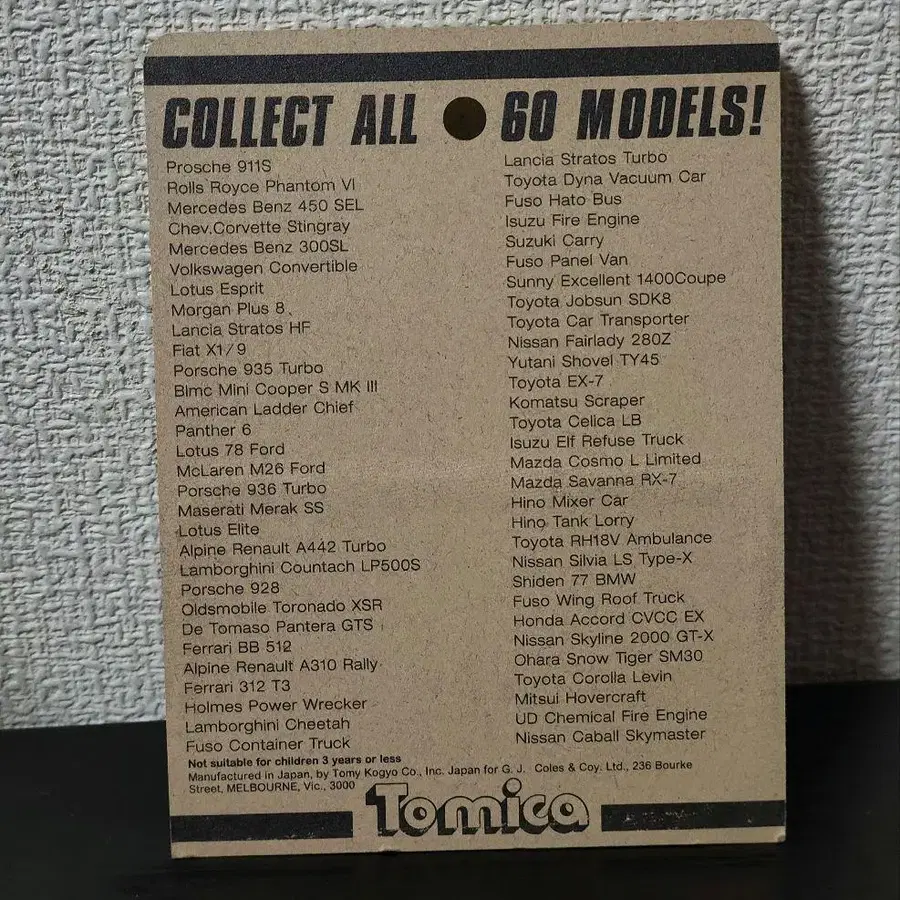 COLLECT ALL 60 MODELS!
Prosche 911S
Rolls Royce Phantom VI
Mercedes Benz 450 SEL
Chev.Corvette Stingray
Mercedes Benz 300SL
Volkswagen Convertible
Lotus Esprit
Morgan Plus 8
Lancia Stratos HF
Fiat X1/9
Porsche 935 Turbo
Blmc Mini Cooper S MK III
American Ladder Chief
Panther 6
Lotus 78 Ford
McLaren M26 Ford
Porsche 936 Turbo
Maserati Merak SS
Lotus Elite
Alpine Renault A442 Turbo
Lamborghini Countach LP500S
Porsche 928
Oldsmobile Toronado XSR
De Tomaso Pantera GTS
Ferrari BB 512
Alpine Renault A310 Rally
Ferrari 312 T3
Holmes Power Wrecker
Lamborghini Cheetah
Fuso Container Truck
Lancia Stratos Turbo
Toyota Dyna Vacuum Car
Fuso Hato Bus
Isuzu Fire Engine
Suzuki Carry
Fuso Panel Van
Sunny Excellent 1400Coupe
Toyota Jobsun SDK8
Toyota Car Transporter
Nissan Fairlady 280Z
Yutani Shovel TY45
Toyota EX-7
Komatsu Scraper
Toyota Celica LB
Isuzu Elf Refuse Truck
Mazda Cosmo L Limited
Mazda Savanna RX-7
Hino Mixer Car
Hino Tank Lorry
Toyota RH18V Ambulance
Nissan Silvia LS Type-X
Shiden 77 BMW
Fuso Wing Roof Truck
Honda Accord CVCC EX
Nissan Skyline 2000 GT-X
Ohara Snow Tiger SM30
Toyota Corolla Levin
Mitsui Hovercraft
UD Chemical Fire Engine
Nissan Caball Skymaster
Not suitable for children 3 years or less
Manufactured in Japan, by Tomy Kogyo Co., Inc. Japan for G. J. Coles & Coy. Ltd., 236 Bourke
Street, MELBOURNE, Vic., 3000
Tomica